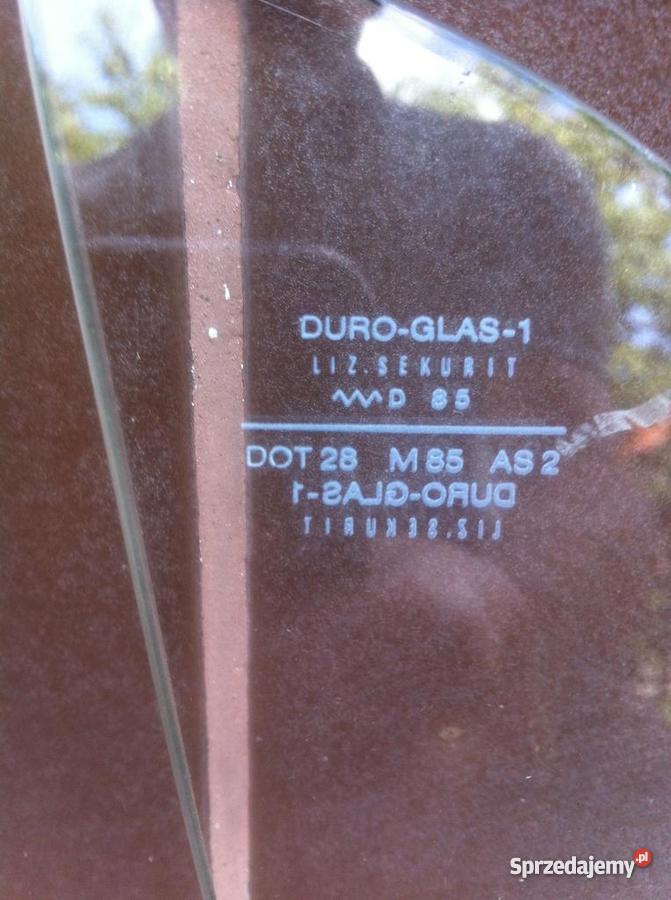 DURO-GLAS-1
LIZ.SEKURIT
D 85
DOT 28 M 85 AS 2
DURO-GLAS-1
LIZ.SEKURIT
Sprzedajemy.pl